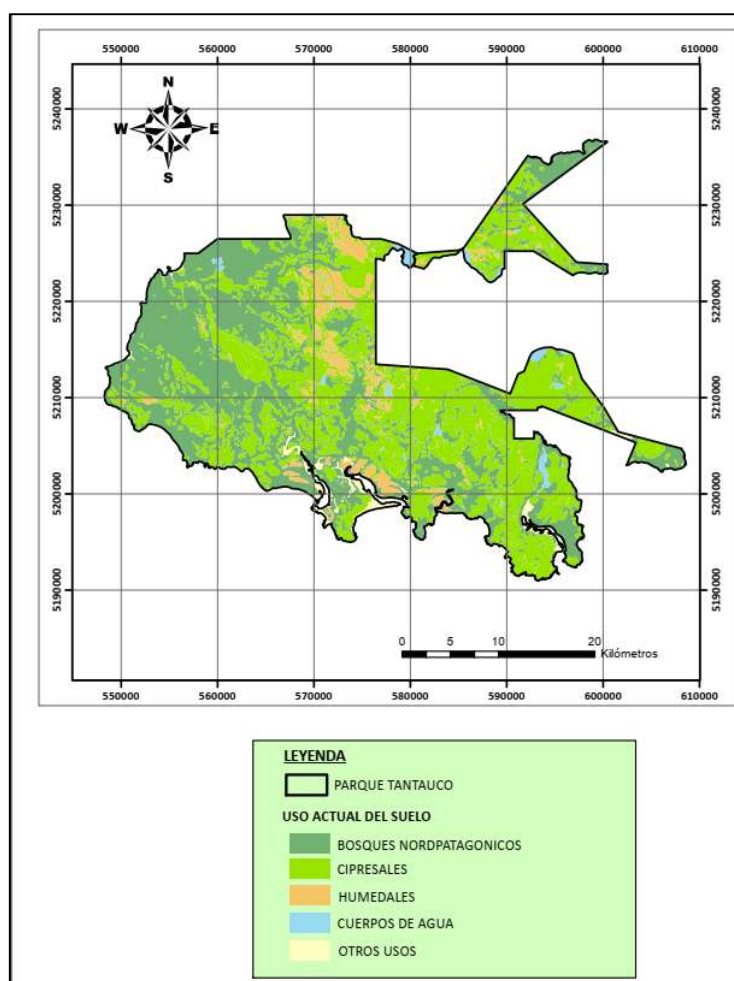 550000 560000 570000 580000 590000 600000 610000
N
W E
S
5240000 5240000
5230000 5230000
5220000 5220000
5210000 5210000
5200000 5200000
5190000 5190000
0 5 10 20
Kilómetros
550000 560000 570000 580000 590000 600000 610000
LEYENDA
PARQUE TANTAUCO
USO ACTUAL DEL SUELO
BOSQUES NORDPATAGONICOS
CIPRESALES
HUMEDALES
CUERPOS DE AGUA
OTROS USOS